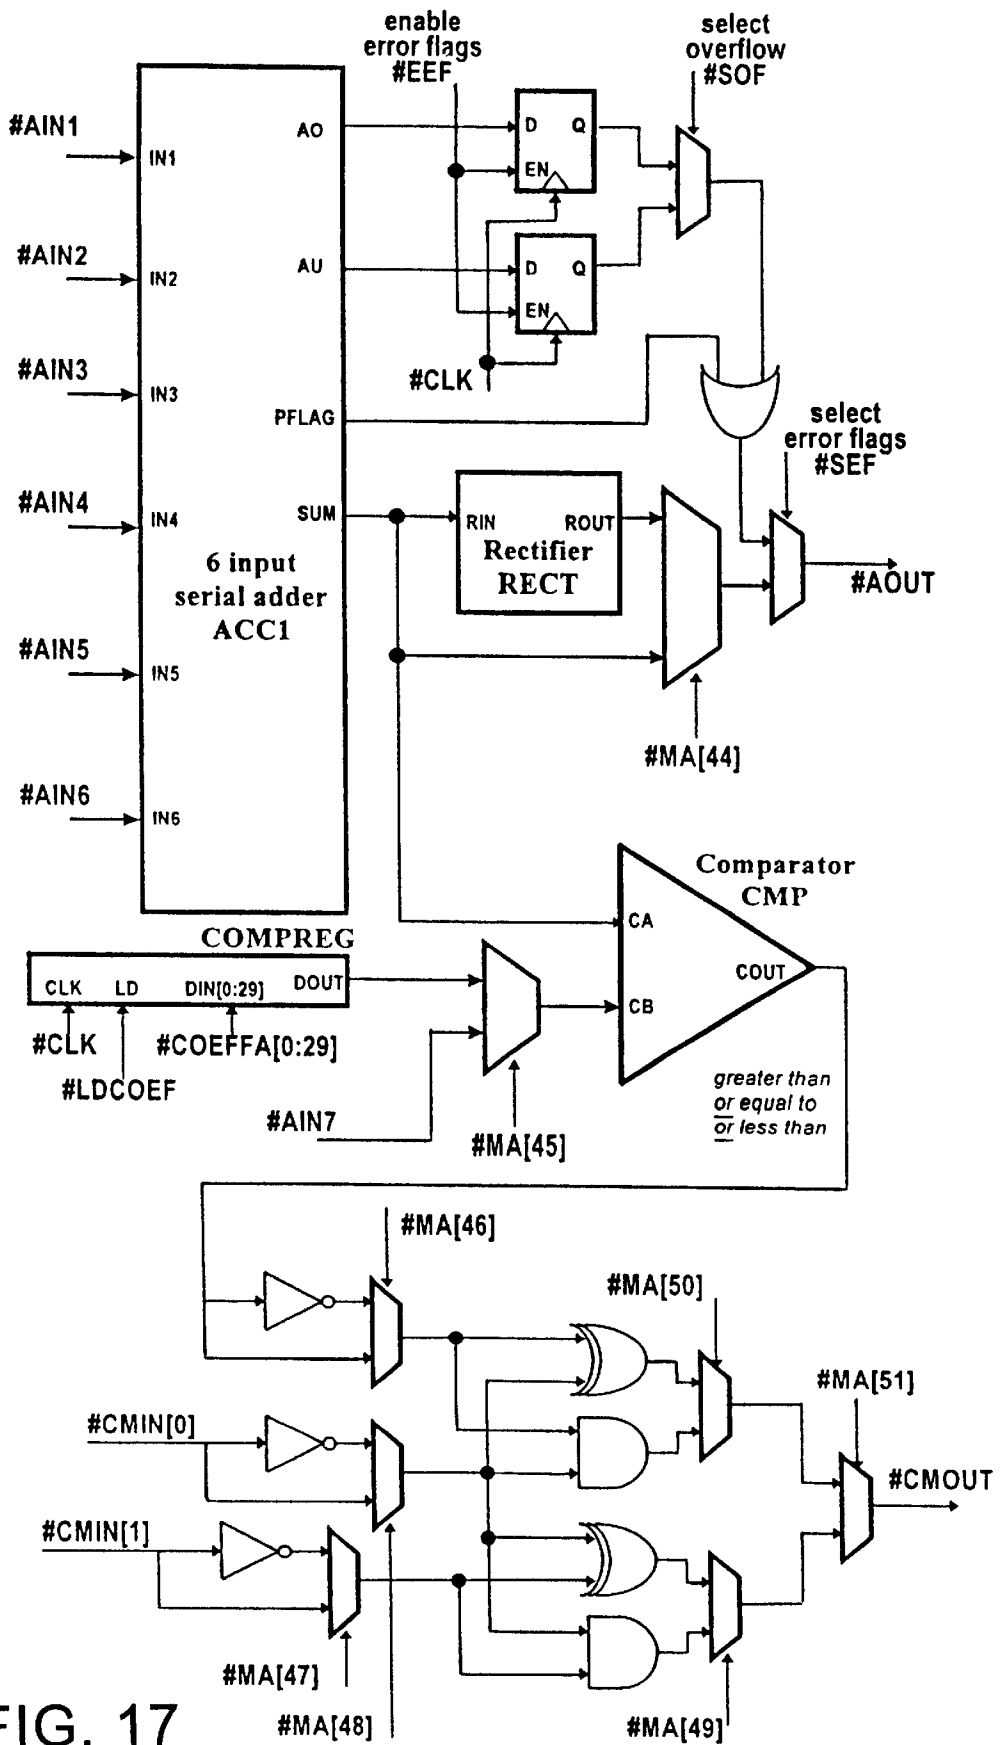 enable
error flags
#EEF
select
overflow
#SOF
#AIN1
IN1
AO
D Q
EN
#AIN2
IN2
AU
D Q
EN
#CLK
#AIN3
IN3
PFLAG
select
error flags
#SEF
#AIN4
IN4
SUM
RIN ROUT
Rectifier
RECT
#AOUT
6 input
serial adder
ACC1
#AIN5
IN5
#MA[44]
#AIN6
IN6
Comparator
CMP
CA
COUT
CB
COMPREG
CLK LD DIN[0:29] DOUT
#CLK #COEFFA[0:29]
#LDCOEF
#AIN7
#MA[45]
greater than
or equal to
or less than
#MA[46]
#MA[50]
#MA[51]
#CMIN[0]
#CMOUT
#CMIN[1]
#MA[47]
#MA[48]
#MA[49]
FIG. 17